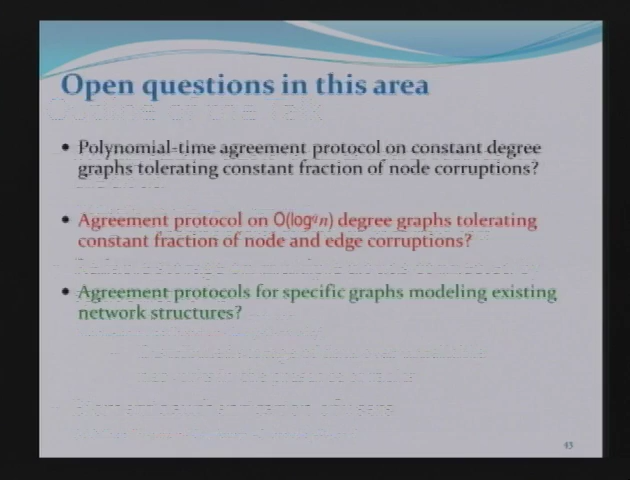 Open questions in this area
• Polynomial-time agreement protocol on constant degree
graphs tolerating constant fraction of node corruptions?
• Agreement protocol on O(logᵍn) degree graphs tolerating
constant fraction of node and edge corruptions?
• Agreement protocols for specific graphs modeling existing
network structures?
43